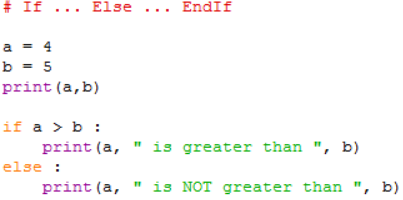 # If ... Else ... EndIf
a = 4
b = 5
print(a,b)
if a > b :
    print(a, " is greater than ", b)
else :
    print(a, " is NOT greater than ", b)